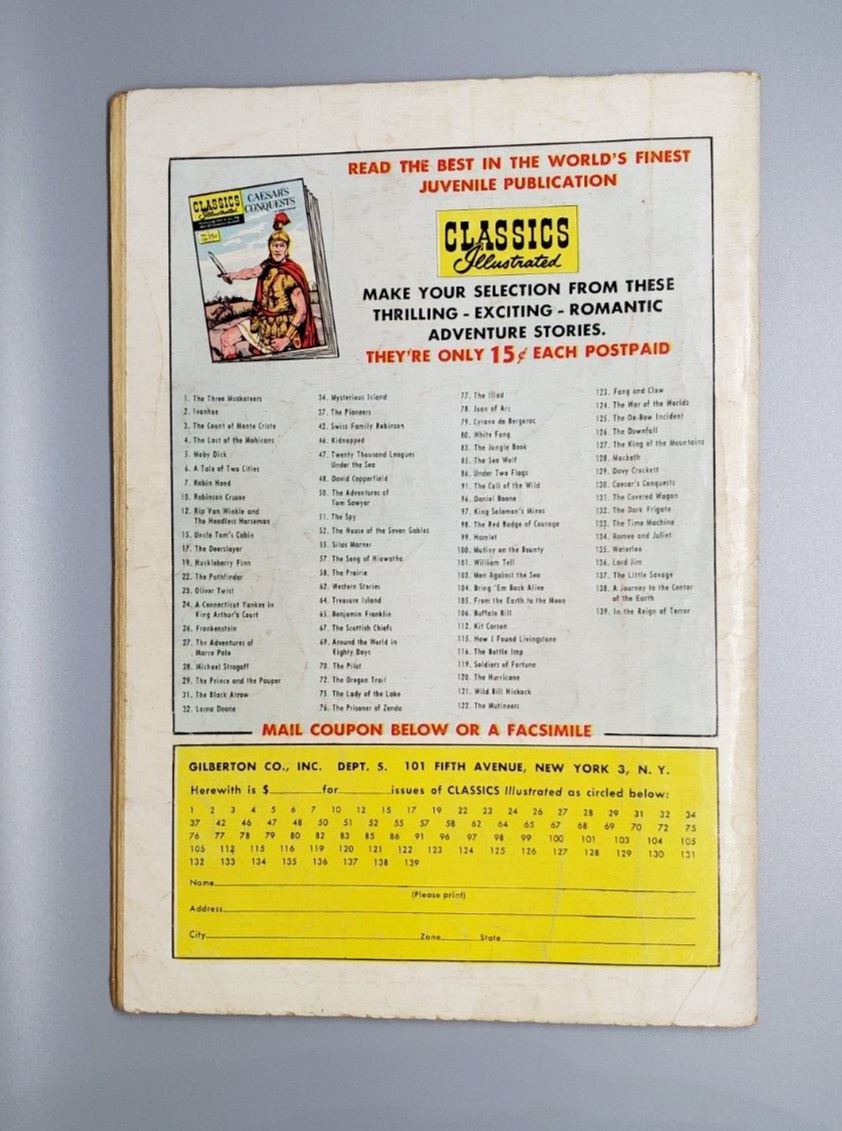 READ THE BEST IN THE WORLD'S FINEST
JUVENILE PUBLICATION
CLASSICS
Illustrated
CAESAR'S
CONQUESTS
15¢
CLASSICS
Illustrated
MAKE YOUR SELECTION FROM THESE
THRILLING - EXCITING - ROMANTIC
ADVENTURE STORIES.
THEY'RE ONLY 15¢ EACH POSTPAID
1. The Three Musketeers
2. Ivanhoe
3. The Count of Monte Cristo
4. The Last of the Mohicans
5. Moby Dick
6. A Tale of Two Cities
7. Robin Hood
10. Robinson Crusoe
12. Rip Van Winkle and
The Headless Horseman
15. Uncle Tom's Cabin
17. The Deerslayer
19. Huckleberry Finn
22. The Pathfinder
23. Oliver Twist
24. A Connecticut Yankee in
King Arthur's Court
26. Frankenstein
27. The Adventures of
Marco Polo
28. Michael Strogoff
29. The Prince and the Pauper
31. The Black Arrow
32. Lorna Doone
34. Mysterious Island
37. The Pioneers
42. Swiss Family Robinson
46. Kidnapped
47. Twenty Thousand Leagues
Under the Sea
48. David Copperfield
50. The Adventures of
Tom Sawyer
51. The Spy
52. The House of the Seven Gables
55. Silas Marner
57. The Song of Hiawatha
58. The Prairie
62. Western Stories
64. Treasure Island
65. Benjamin Franklin
67. The Scottish Chiefs
69. Around the World in
Eighty Days
70. The Pilot
72. The Oregon Trail
75. The Lady of the Lake
76. The Prisoner of Zenda
77. The Iliad
78. Joan of Arc
79. Cyrano de Bergerac
80. White Fang
83. The Jungle Book
85. The Sea Wolf
86. Under Two Flags
91. The Call of the Wild
96. Daniel Boone
97. King Solomon's Mines
98. The Red Badge of Courage
99. Hamlet
100. Mutiny on the Bounty
101. William Tell
103. Men Against the Sea
104. Bring 'Em Back Alive
105. From the Earth to the Moon
106. Buffalo Bill
112. Kit Carson
115. How I Found Livingstone
116. The Bottle Imp
119. Soldiers of Fortune
120. The Hurricane
121. Wild Bill Hickock
122. The Mutineers
123. Fang and Claw
124. The War of the Worlds
125. The Ox-Bow Incident
126. The Downfall
127. The King of the Mountains
128. Macbeth
129. Davy Crockett
130. Caesar's Conquests
131. The Covered Wagon
132. The Dark Frigate
133. The Time Machine
134. Romeo and Juliet
135. Waterloo
136. Lord Jim
137. The Little Savage
138. A Journey to the Center
of the Earth
139. In the Reign of Terror
MAIL COUPON BELOW OR A FACSIMILE
GILBERTON CO., INC. DEPT. S. 101 FIFTH AVENUE, NEW YORK 3, N. Y.
Herewith is $ for issues of CLASSICS Illustrated as circled below:
1 2 3 4 5 6 7 10 12 15 17 19 22 23 24 26 27 28 29 31 32 34
37 42 46 47 48 50 51 52 55 57 58 62 64 65 67 68 69 70 72 75
76 77 78 79 80 82 83 85 86 91 96 97 98 99 100 101 103 104 105
105 112 115 116 119 120 121 122 123 124 125 126 127 128 129 130 131
132 133 134 135 136 137 138 139
Name
(Please print)
Address
City Zone State